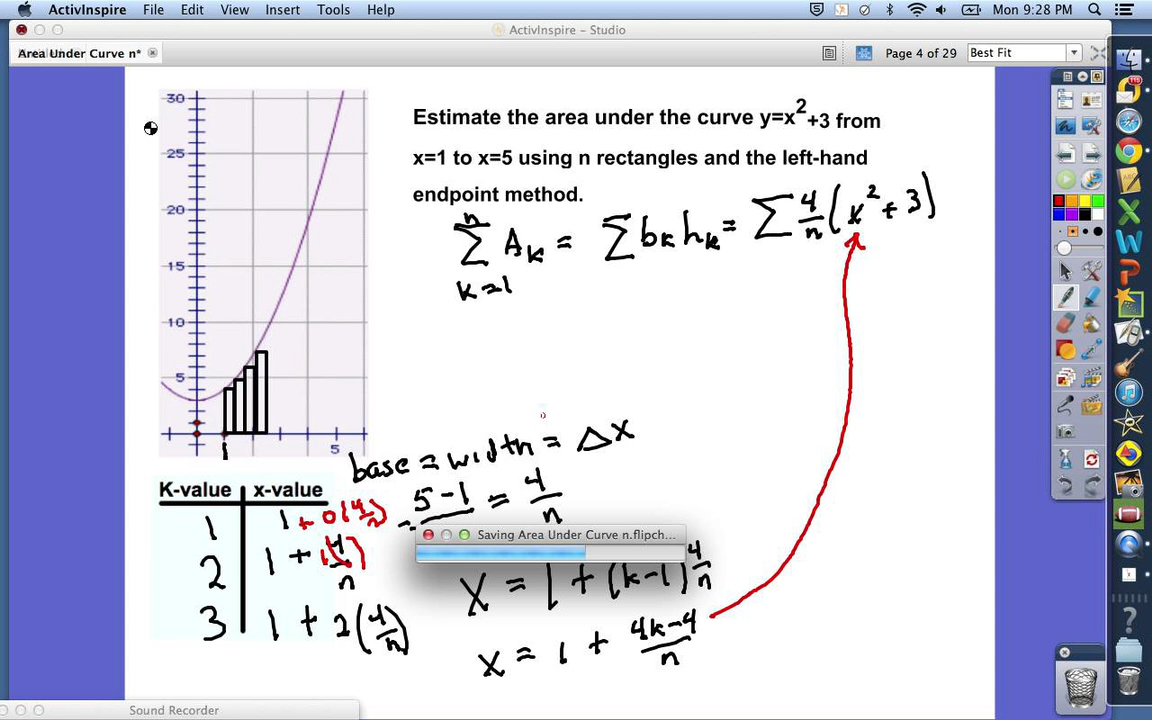 ActivInspire File Edit View Insert Tools Help Mon 9:28 PM
ActivInspire - Studio
Area Under Curve n* Page 4 of 29 Best Fit
30
25
20
15
10
5
5
1
Estimate the area under the curve y=x²+3 from
x=1 to x=5 using n rectangles and the left-hand
endpoint method.
n
∑ A_k = ∑ b_k h_k = ∑ 4/n (x² + 3)
k=1
base = width = Δx
5-1 = 4/n
K-value x-value
1 1 + 0(4/n)
2 1 + 1(4/n)
3 1 + 2(4/n)
Saving Area Under Curve n.flipch...
x = 1 + (k-1) 4/n
x = 1 + 4k-4/n
Sound Recorder